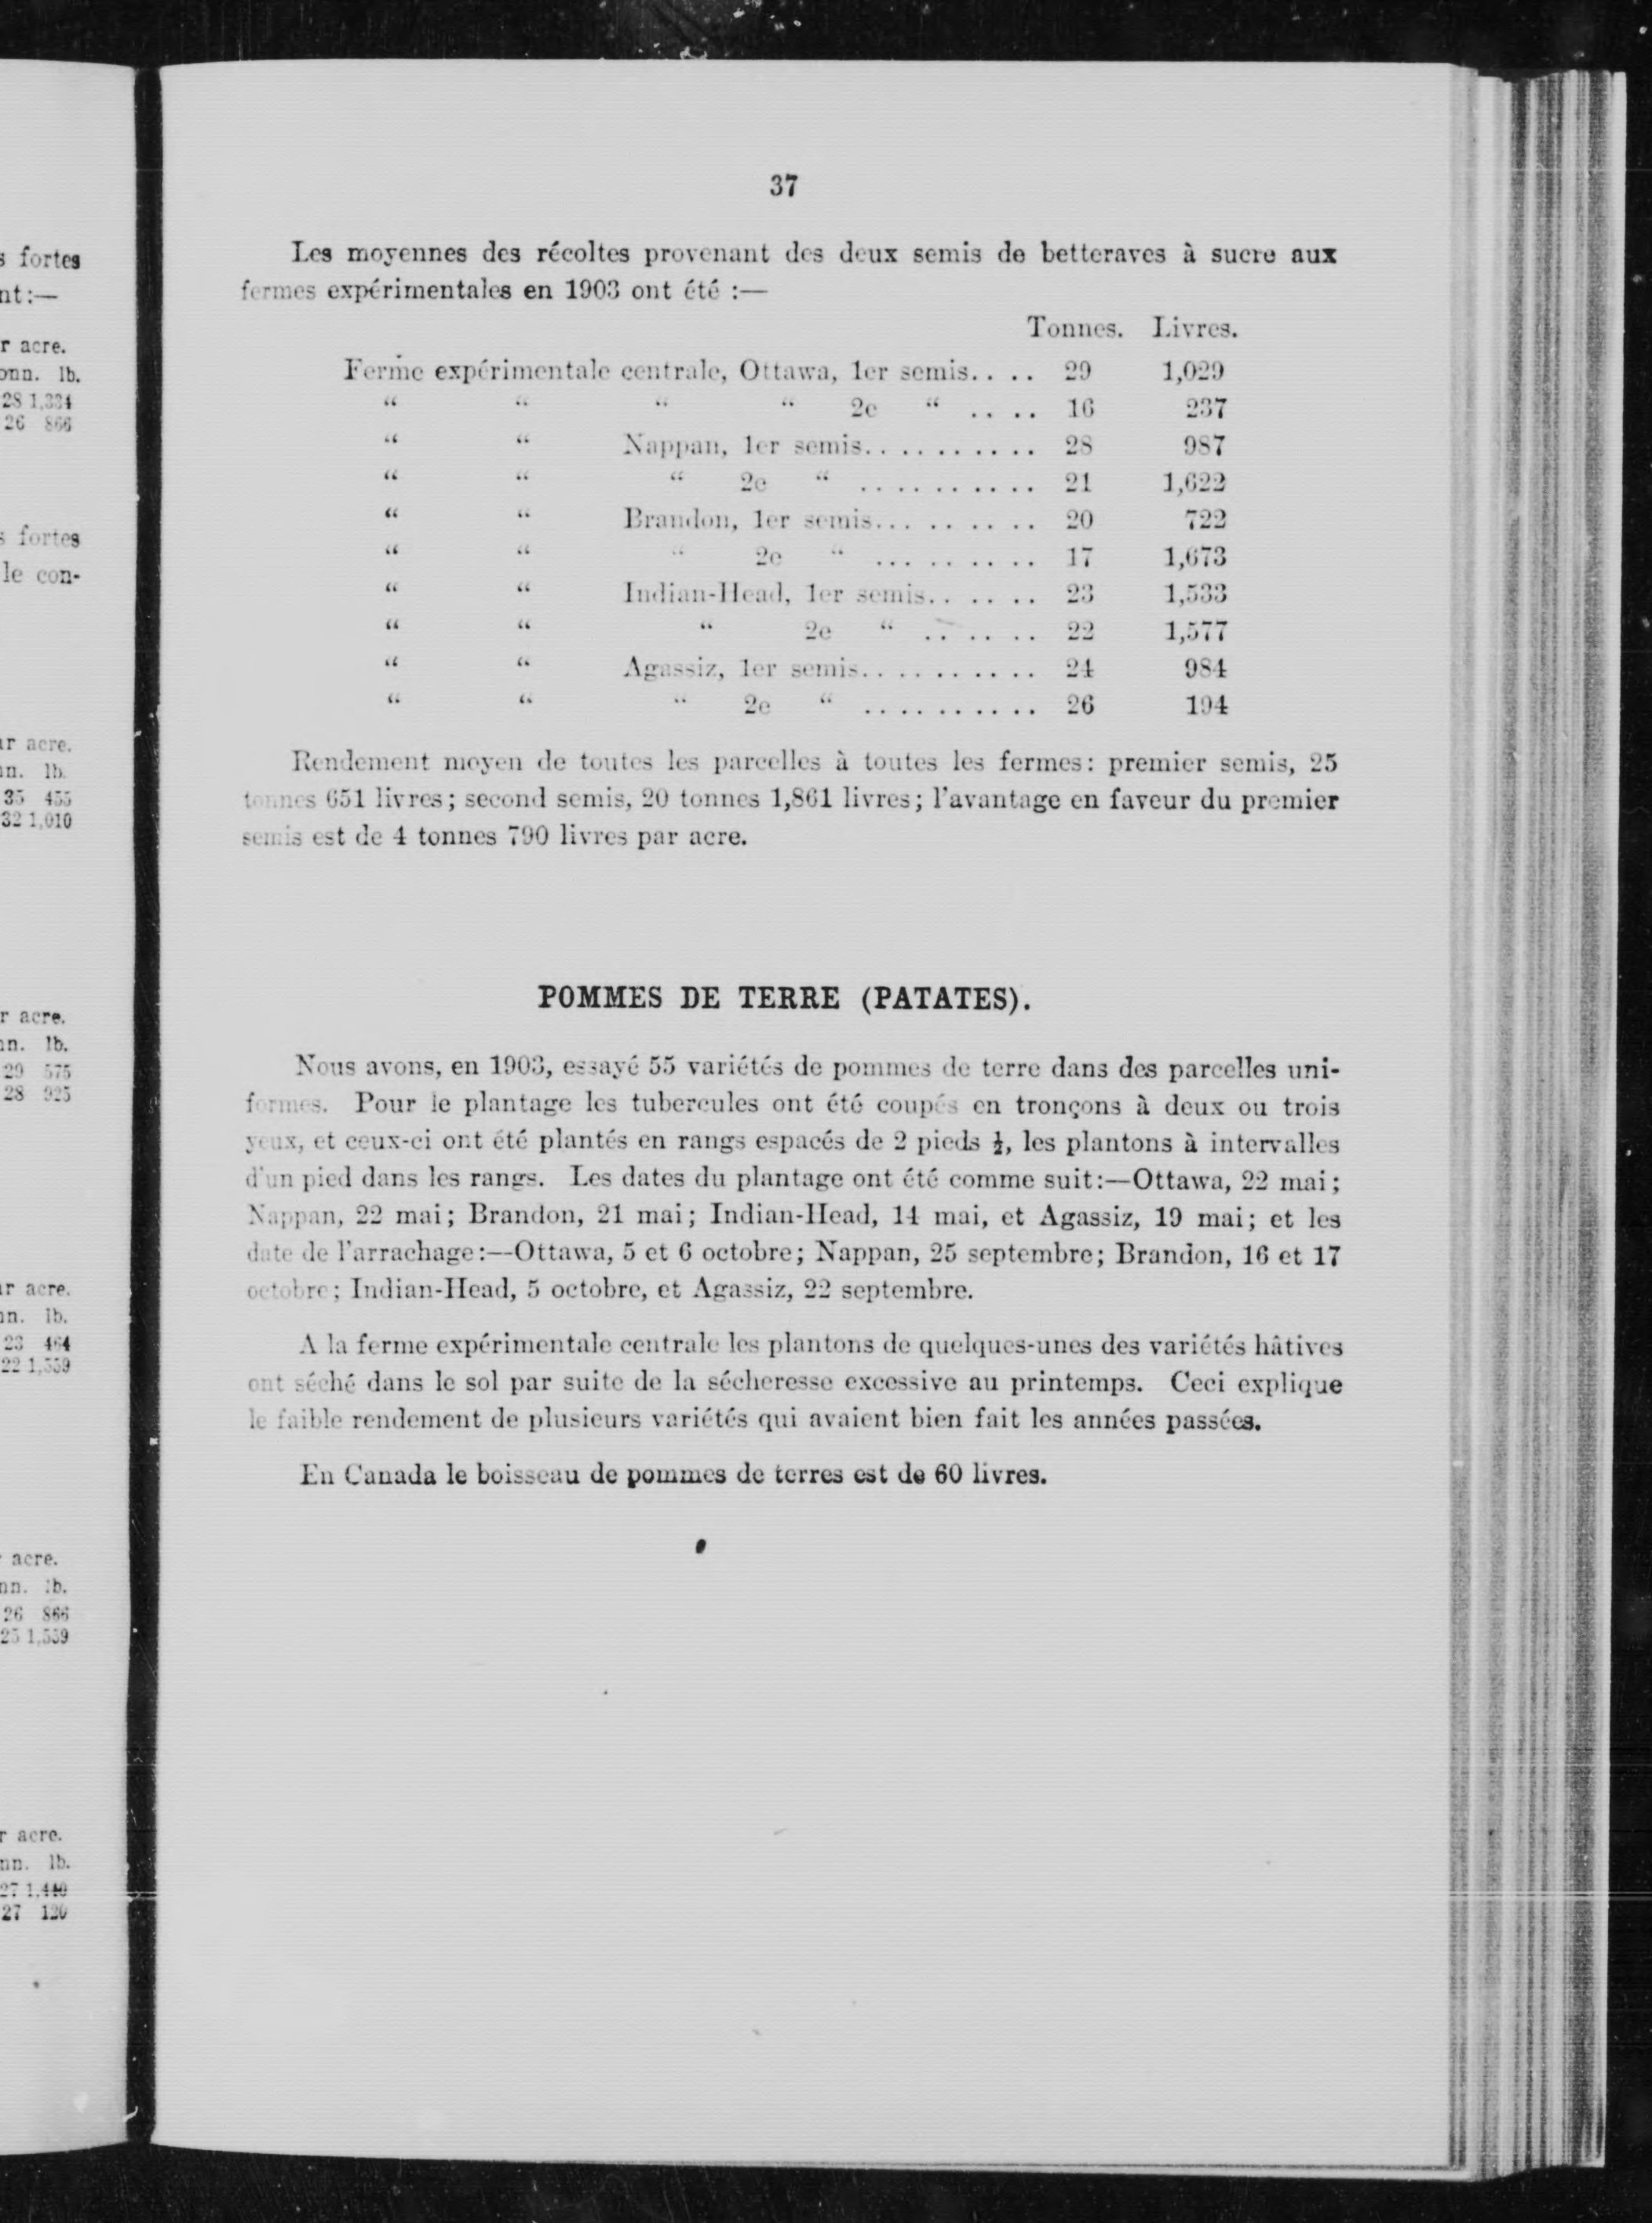 37
Les moyennes des récoltes provenant des deux semis de betteraves à sucre aux
fermes expérimentales en 1903 ont été :—
Tonnes. Livres.
Ferme expérimentale centrale, Ottawa, 1er semis.. .. 29 1,029
“ “ “ “ 2e “ .. .. 16 237
“ “ Nappan, 1er semis.. .. .. .. .. 28 987
“ “ “ 2e “ .. .. .. .. .. 21 1,622
“ “ Brandon, 1er semis.. .. .. .. .. 20 722
“ “ “ 2e “ .. .. .. .. .. 17 1,673
“ “ Indian-Head, 1er semis.. .. .. .. 23 1,533
“ “ “ 2e “ .. .. .. .. 22 1,577
“ “ Agassiz, 1er semis.. .. .. .. .. 24 984
“ “ “ 2e “ .. .. .. .. .. 26 194
Rendement moyen de toutes les parcelles à toutes les fermes: premier semis, 25
tonnes 651 livres; second semis, 20 tonnes 1,861 livres; l'avantage en faveur du premier
semis est de 4 tonnes 790 livres par acre.
POMMES DE TERRE (PATATES).
Nous avons, en 1903, essayé 55 variétés de pommes de terre dans des parcelles uni-
formes. Pour le plantage les tubercules ont été coupés en tronçons à deux ou trois
yeux, et ceux-ci ont été plantés en rangs espacés de 2 pieds ½, les plantons à intervalles
d'un pied dans les rangs. Les dates du plantage ont été comme suit:—Ottawa, 22 mai;
Nappan, 22 mai; Brandon, 21 mai; Indian-Head, 14 mai, et Agassiz, 19 mai; et les
date de l'arrachage:—Ottawa, 5 et 6 octobre; Nappan, 25 septembre; Brandon, 16 et 17
octobre; Indian-Head, 5 octobre, et Agassiz, 22 septembre.
A la ferme expérimentale centrale les plantons de quelques-unes des variétés hâtives
ont séché dans le sol par suite de la sécheresse excessive au printemps. Ceci explique
le faible rendement de plusieurs variétés qui avaient bien fait les années passées.
En Canada le boisseau de pommes de terres est de 60 livres.